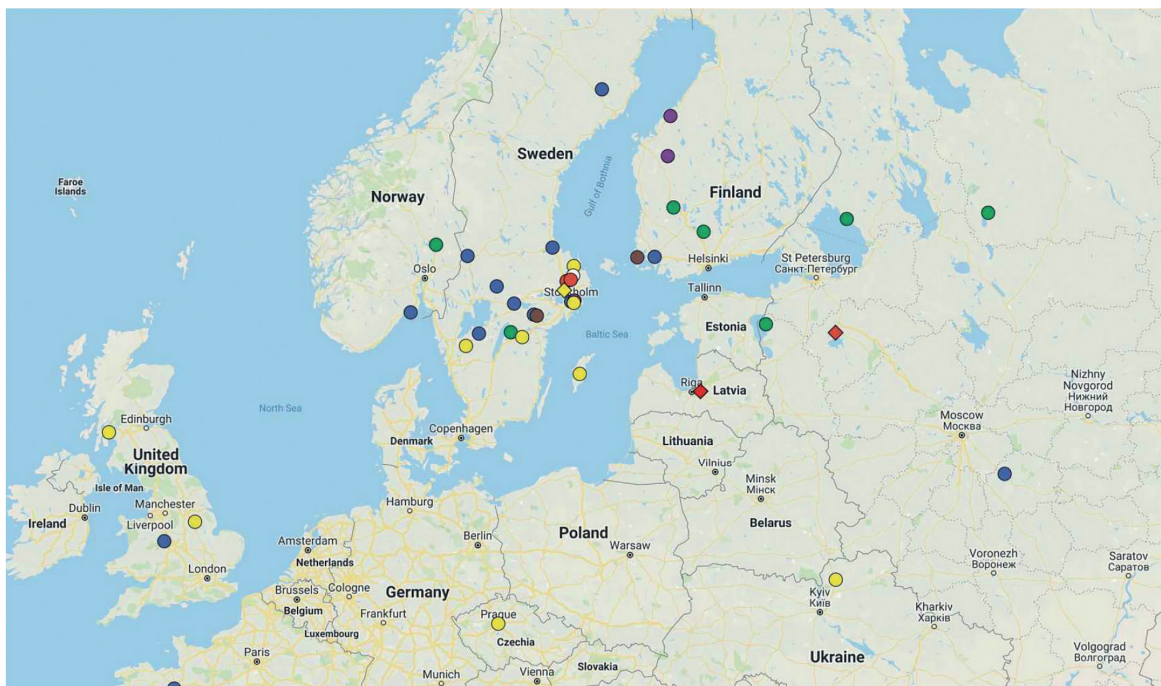 Sweden
Faroe
Islands
Norway
Finland
Gulf of Bothnia
Oslo
Helsinki
St Petersburg
Санкт-Петербург
Tallinn
Baltic Sea
Estonia
Riga
Latvia
North Sea
Nizhny
Novgorod
Нижний
Новгород
Moscow
Москва
Edinburgh
Copenhagen
Denmark
Lithuania
Vilnius
United
Kingdom
Isle of Man
Minsk
Мінск
Dublin
Manchester
Ireland
Liverpool
Hamburg
Belarus
Poland
Amsterdam
Berlin
Warsaw
Netherlands
Voronezh
Воронеж
Saratov
Саратов
London
Brussels
Cologne
Germany
Kyiv
Київ
Belgium
Frankfurt
Prague
Kharkiv
Харків
Luxembourg
Czechia
Paris
Slovakia
Ukraine
Volgograd
Волгоград
Munich
Vienna